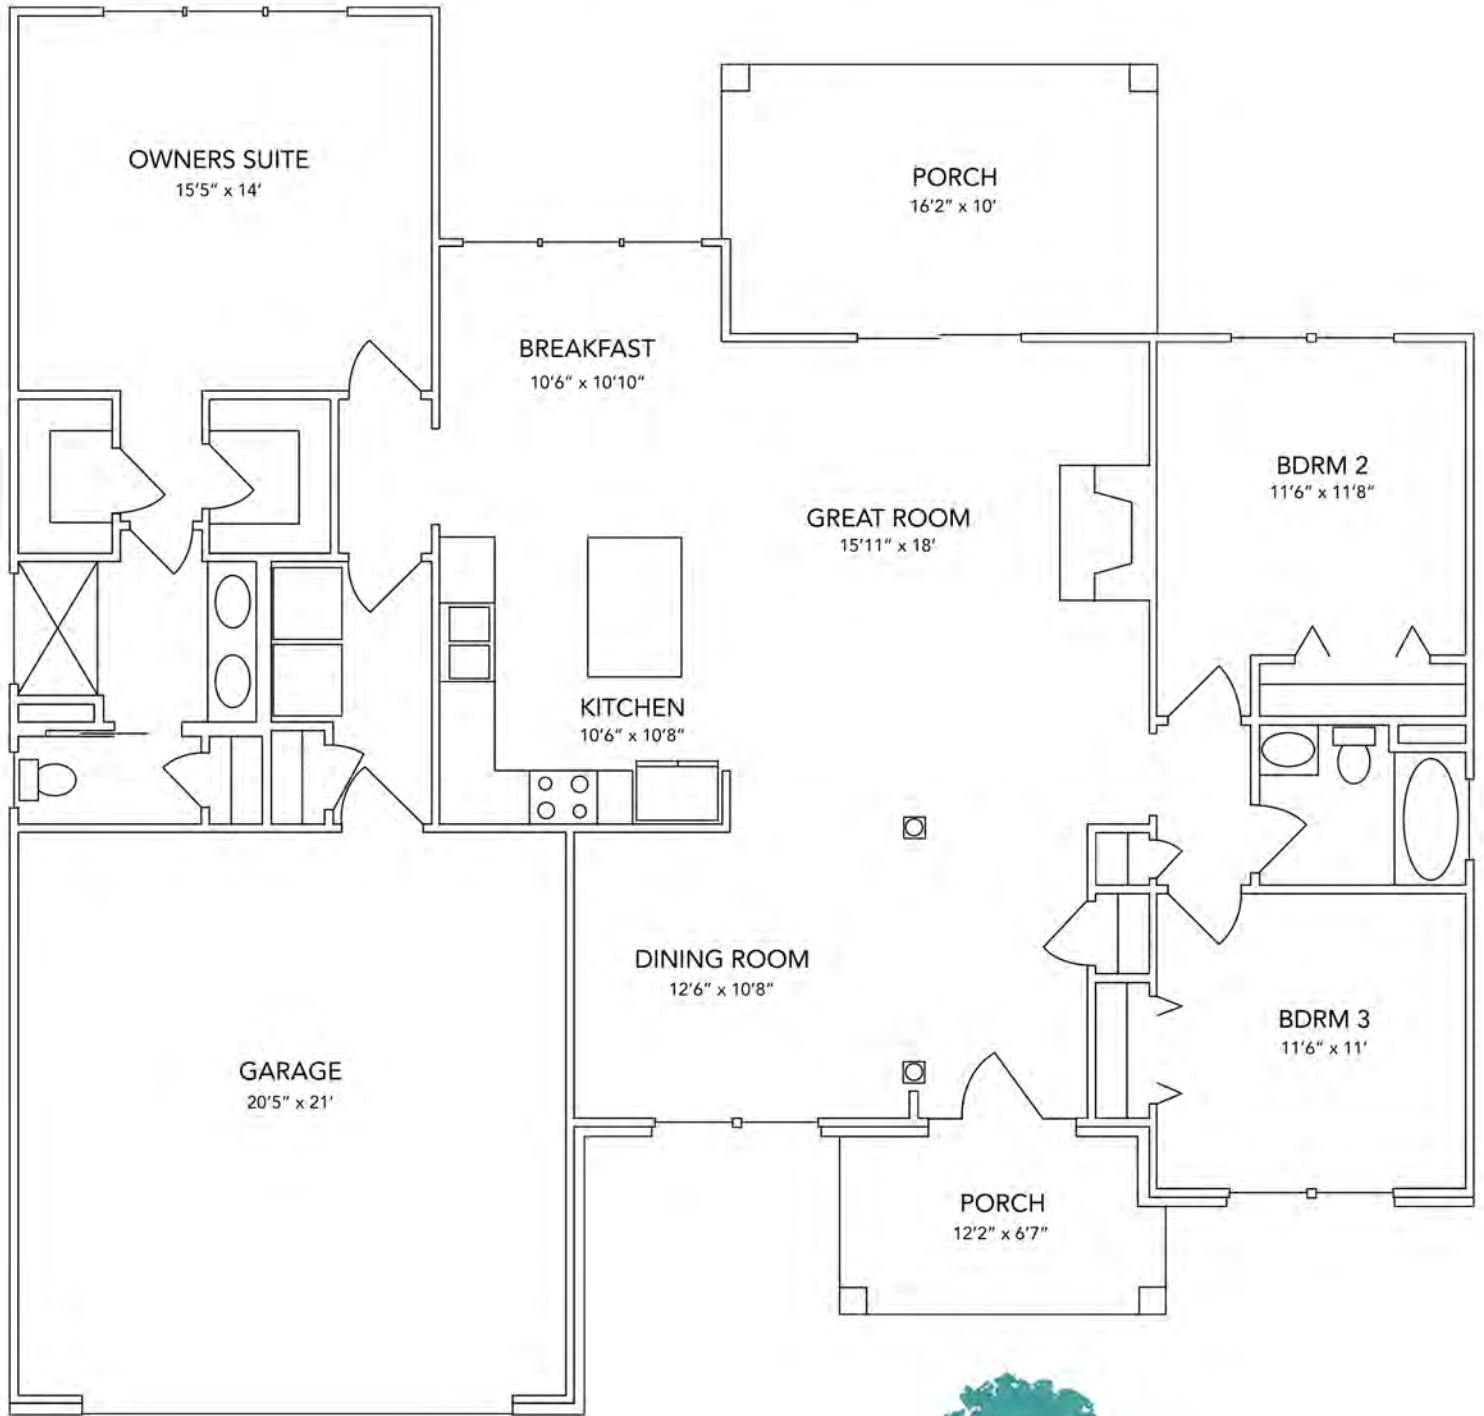 OWNERS SUITE
15'5" x 14'
PORCH
16'2" x 10'
BREAKFAST
10'6" x 10'10"
BDRM 2
11'6" x 11'8"
GREAT ROOM
15'11" x 18'
KITCHEN
10'6" x 10'8"
DINING ROOM
12'6" x 10'8"
BDRM 3
11'6" x 11'
GARAGE
20'5" x 21'
PORCH
12'2" x 6'7"